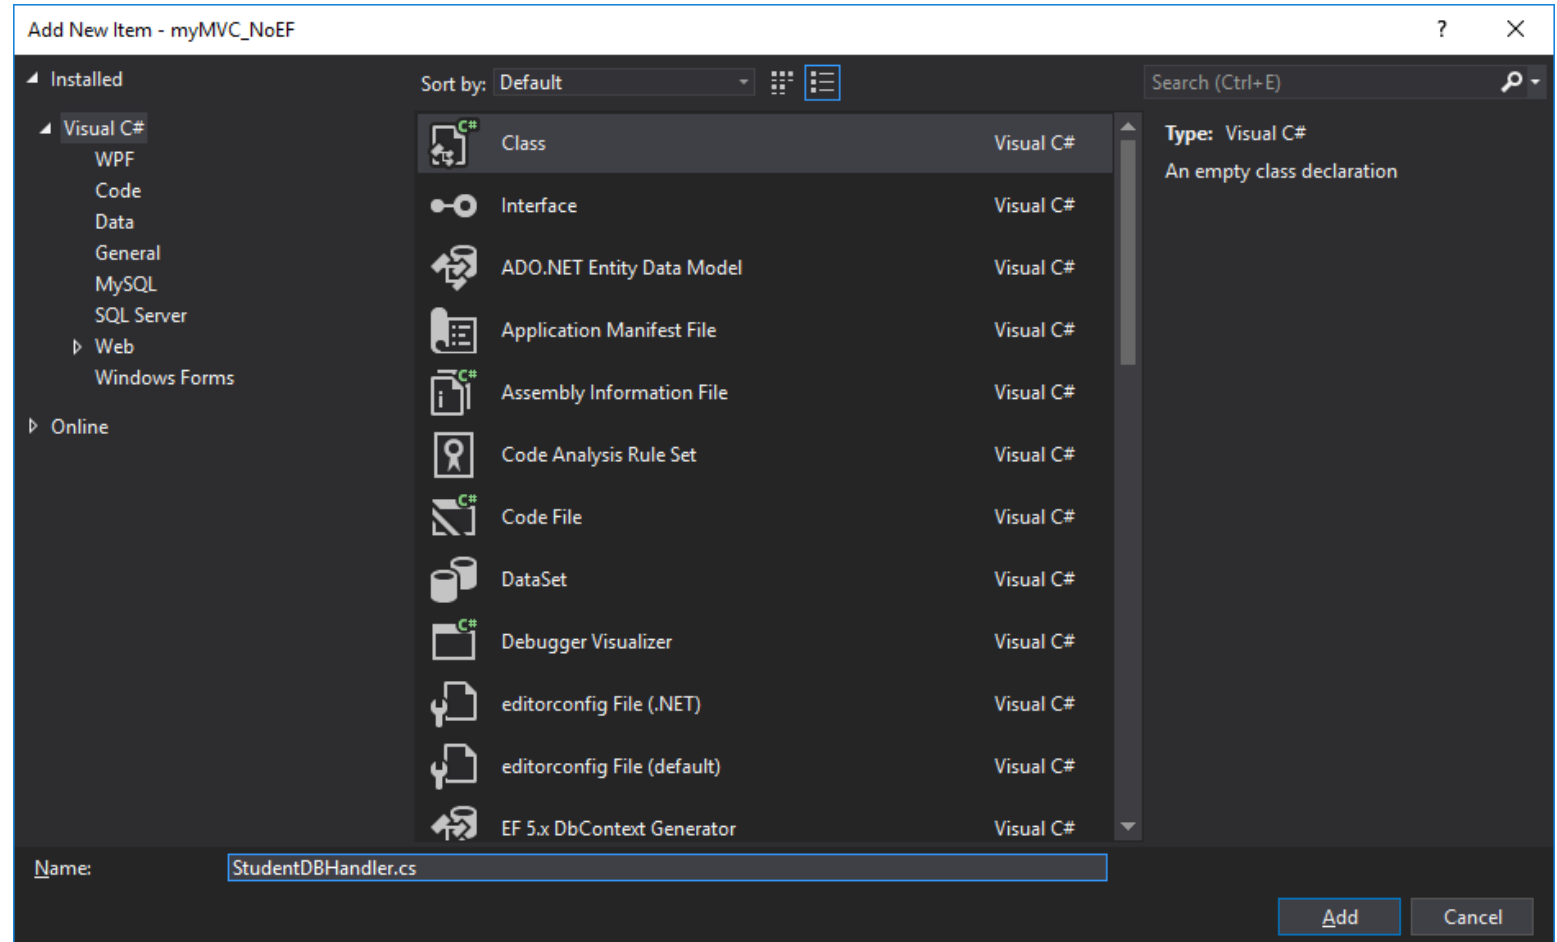 Add New Item - myMVC_NoEF
?
Installed
Visual C#
WPF
Code
Data
General
MySQL
SQL Server
Web
Windows Forms
Online
Sort by: Default
Search (Ctrl+E)
C# Class Visual C#
Interface Visual C#
ADO.NET Entity Data Model Visual C#
Application Manifest File Visual C#
C# Assembly Information File Visual C#
Code Analysis Rule Set Visual C#
C# Code File Visual C#
DataSet Visual C#
C# Debugger Visualizer Visual C#
editorconfig File (.NET) Visual C#
editorconfig File (default) Visual C#
EF 5.x DbContext Generator Visual C#
Type: Visual C#
An empty class declaration
Name: StudentDBHandler.cs
Add Cancel